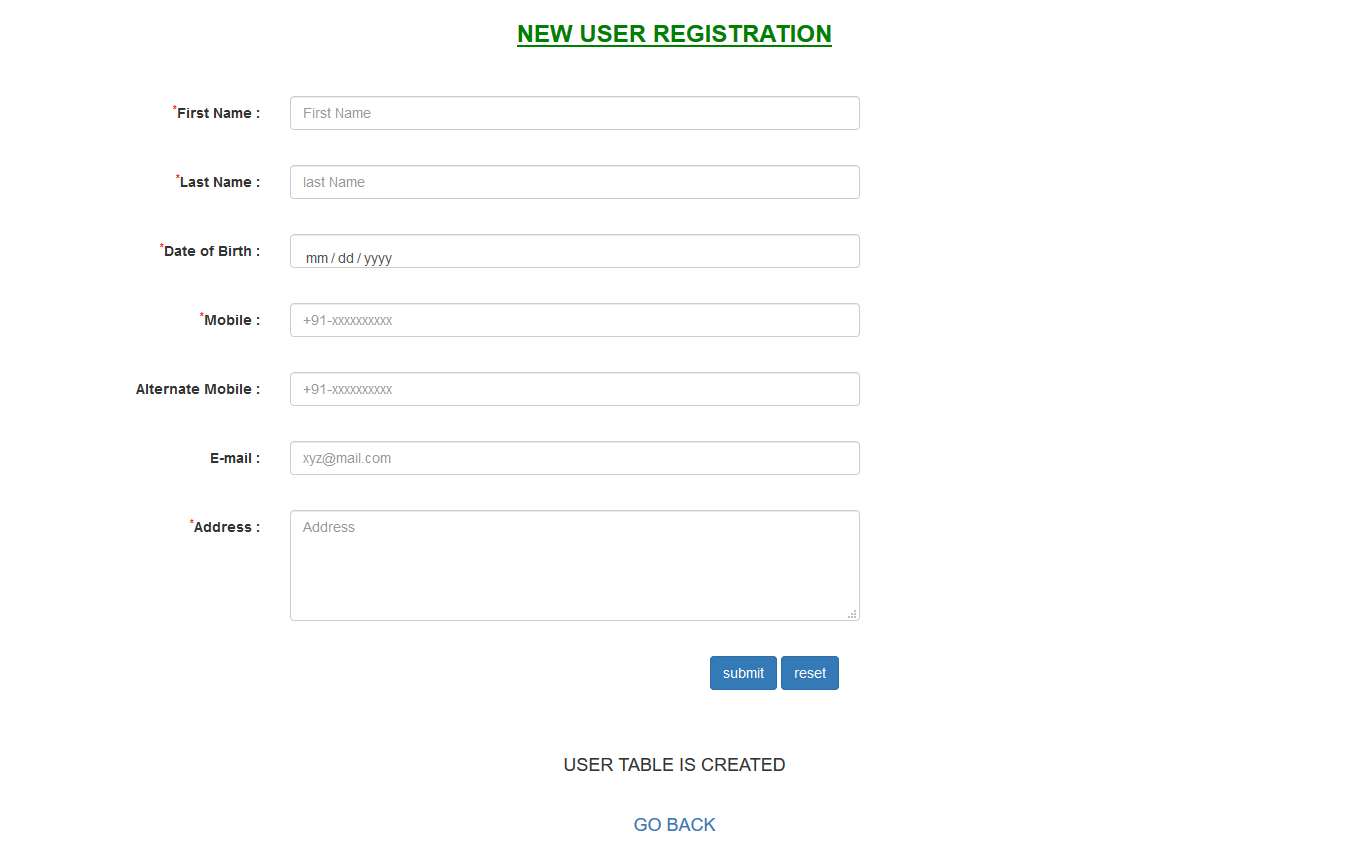 NEW USER REGISTRATION
*First Name : First Name
*Last Name : last Name
*Date of Birth : mm / dd / yyyy
*Mobile : +91-xxxxxxxxxx
Alternate Mobile : +91-xxxxxxxxxx
E-mail : xyz@mail.com
*Address : Address
submit reset
USER TABLE IS CREATED
GO BACK